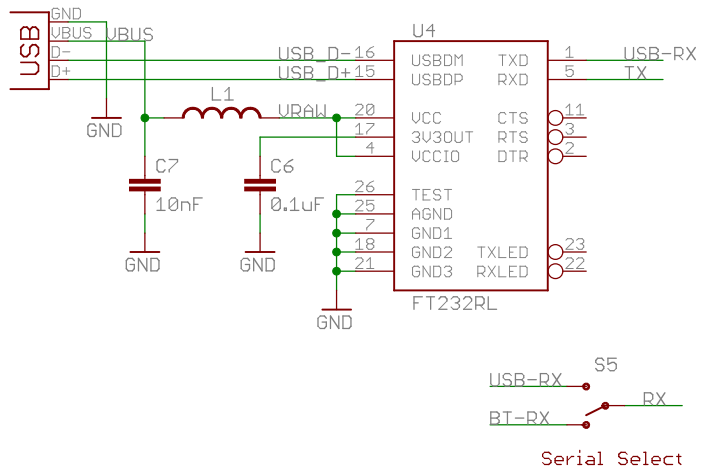 USB
GND
VBUS VBUS
D-
D+
USB_D- 16
USB_D+ 15
U4
USBDM TXD 1 USB-RX
USBDP RXD 5 TX
L1
VRAW 20 VCC CTS 11
17 3V3OUT RTS 3
4 VCCIO DTR 2
GND
C7
10nF
GND
C6
0.1uF
GND
26 TEST
25 AGND
7 GND1
18 GND2 TXLED 23
21 GND3 RXLED 22
GND
FT232RL
S5
USB-RX
RX
BT-RX
Serial Select